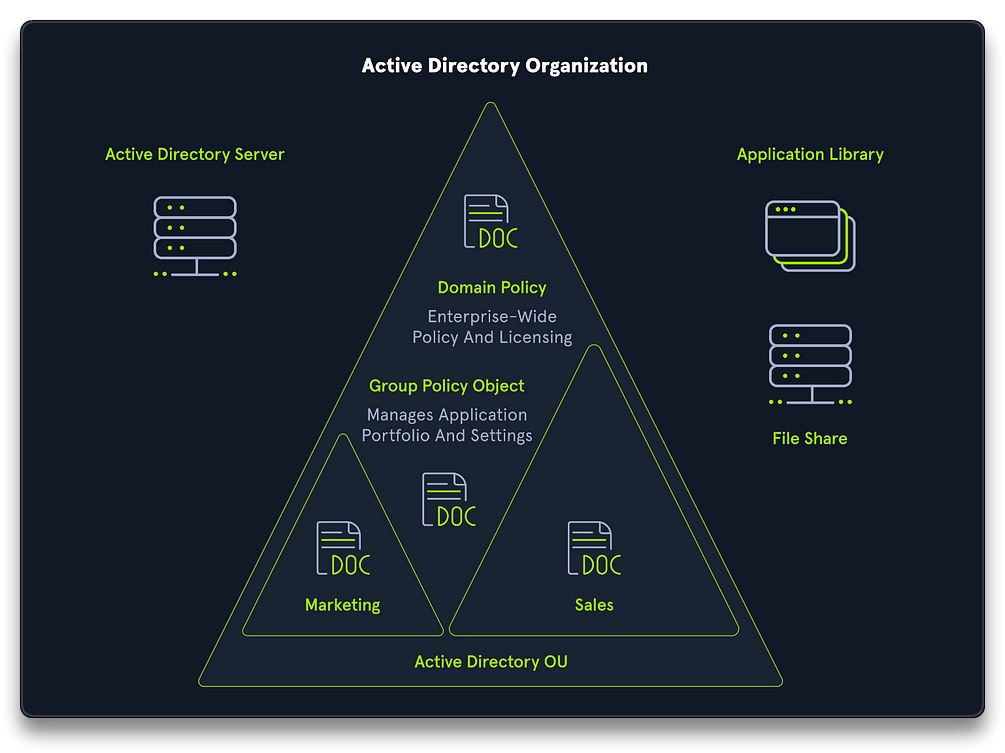 Active Directory Organization
Active Directory Server
Application Library
DOC
Domain Policy
Enterprise-Wide
Policy And Licensing
Group Policy Object
Manages Application
Portfolio And Settings
File Share
DOC
DOC
DOC
Marketing
Sales
Active Directory OU